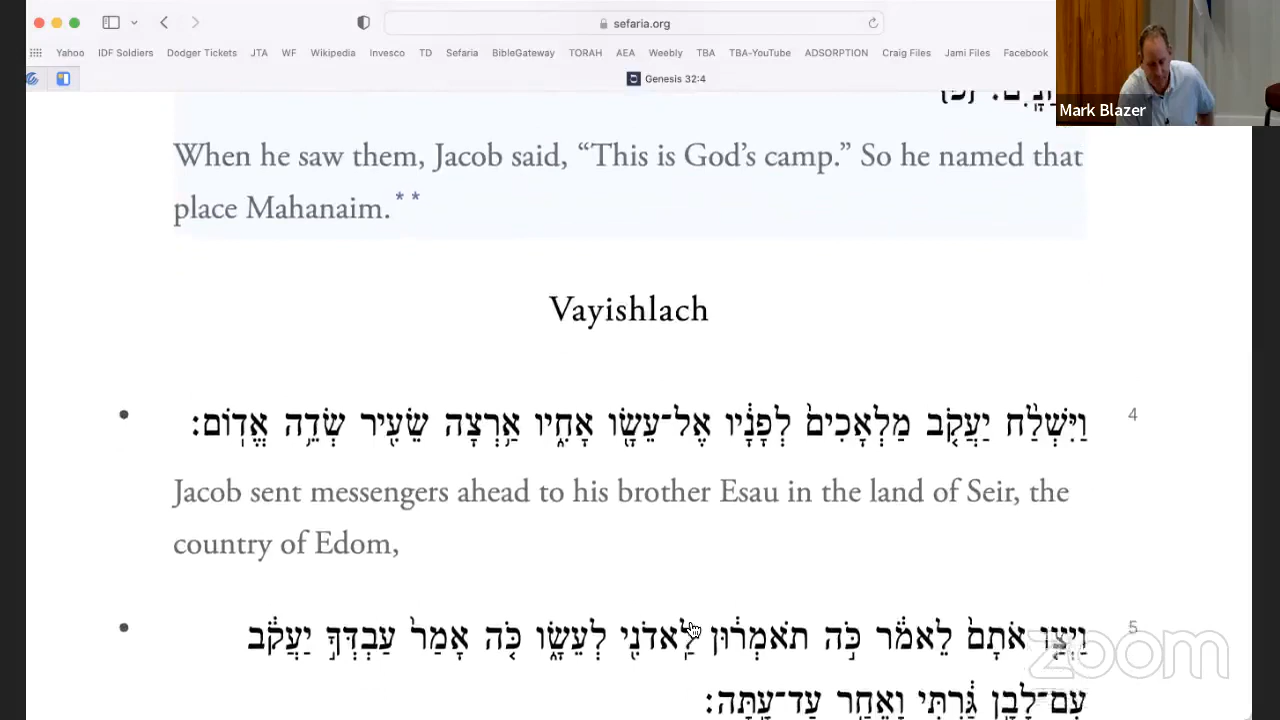 sefaria.org
Yahoo IDF Soldiers Dodger Tickets JTA WF Wikipedia Invesco TD Sefaria BibleGateway TORAH AEA Weebly TBA TBA-YouTube ADSORPTION Craig Files Jami Files Facebook
Genesis 32:4
Mark Blazer
When he saw them, Jacob said, “This is God’s camp.” So he named that
place Mahanaim.* *
Vayishlach
4 וַיִּשְׁלַ֨ח יַעֲקֹ֤ב מַלְאָכִים֙ לְפָנָ֔יו אֶל־עֵשָׂ֖ו אָחִ֑יו אַ֥רְצָה שֵׂעִ֖יר שְׂדֵ֥ה אֱדֽוֹם׃
Jacob sent messengers ahead to his brother Esau in the land of Seir, the
country of Edom,
5 וַיְצַ֤ו אֹתָם֙ לֵאמֹ֔ר כֹּ֣ה תֹאמְר֔וּן לַֽאדֹנִ֖י לְעֵשָׂ֑ו כֹּ֤ה אָמַר֙ עַבְדְּךָ֣ יַעֲקֹ֔ב
עִם־לָבָ֣ן גַּ֔רְתִּי וָאֵחַ֖ר עַד־עָֽתָּה׃
zoom